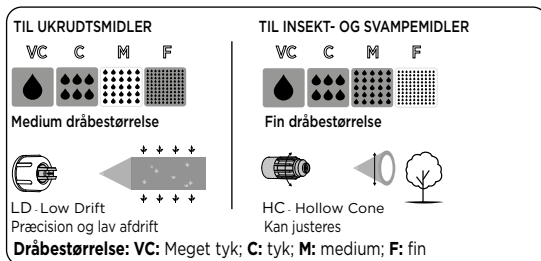 TIL UKRUDTSMIDLER
VC C M F
Medium dråbestørrelse
LD - Low Drift
Præcision og lav afdrift
TIL INSEKT- OG SVAMPEMIDLER
VC C M F
Fin dråbestørrelse
HC - Hollow Cone
Kan justeres
Dråbestørrelse: VC: Meget tyk; C: tyk; M: medium; F: fin